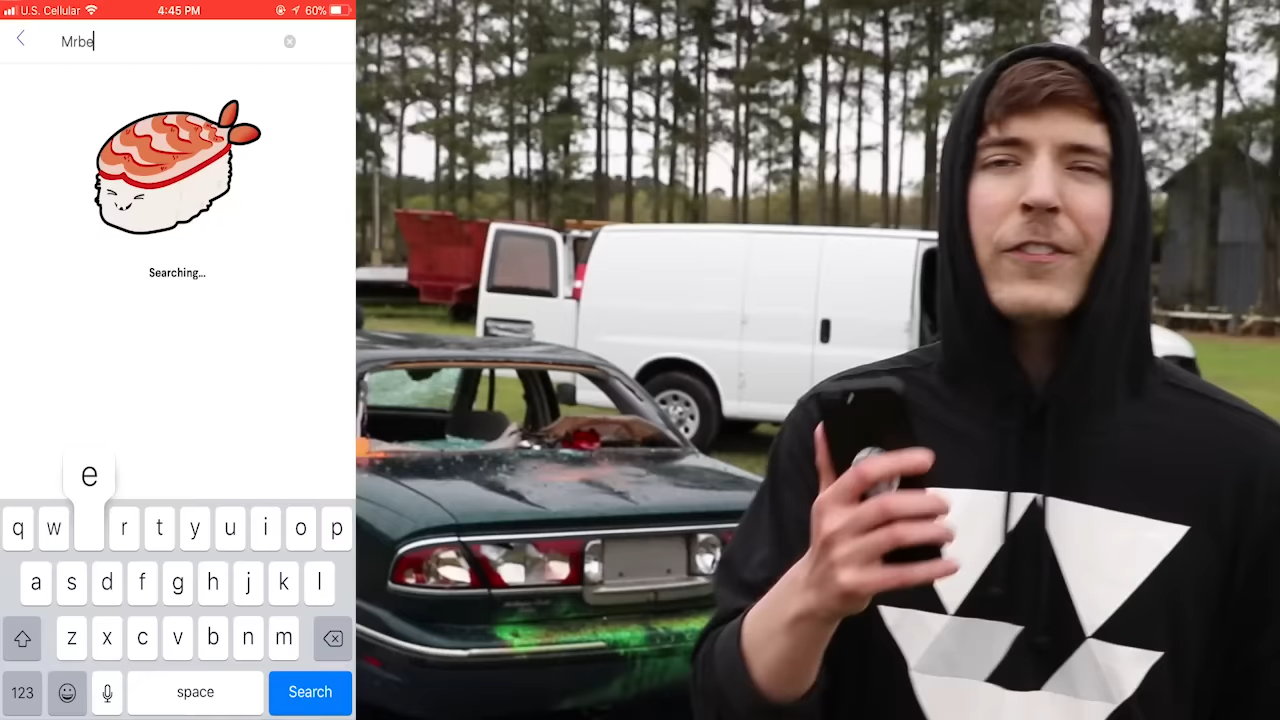 U.S. Cellular 4:45 PM 60%
Mrbe
Searching...
e
q w r t y u i o p
a s d f g h j k l
z x c v b n m
123 space Search